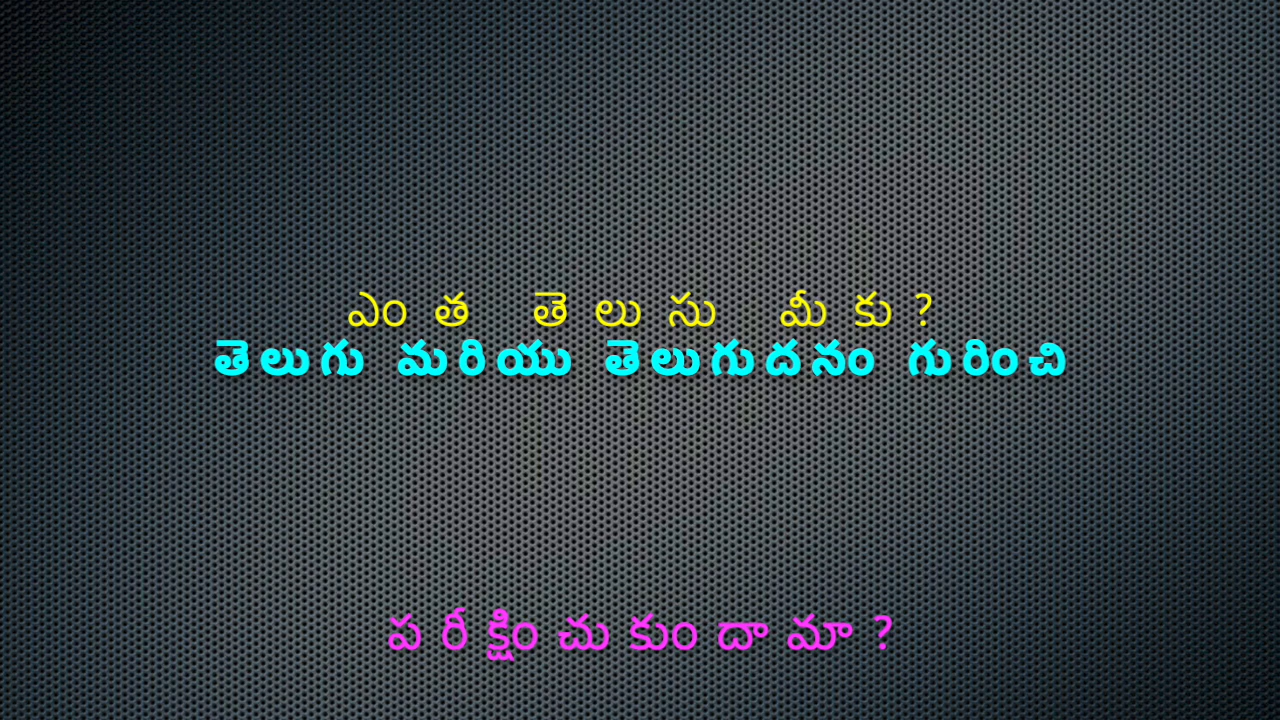 ఎంత తెలుసు మీకు?
తెలుగు మరియు తెలుగుదనం గురించి
పరీక్షించుకుందామా?